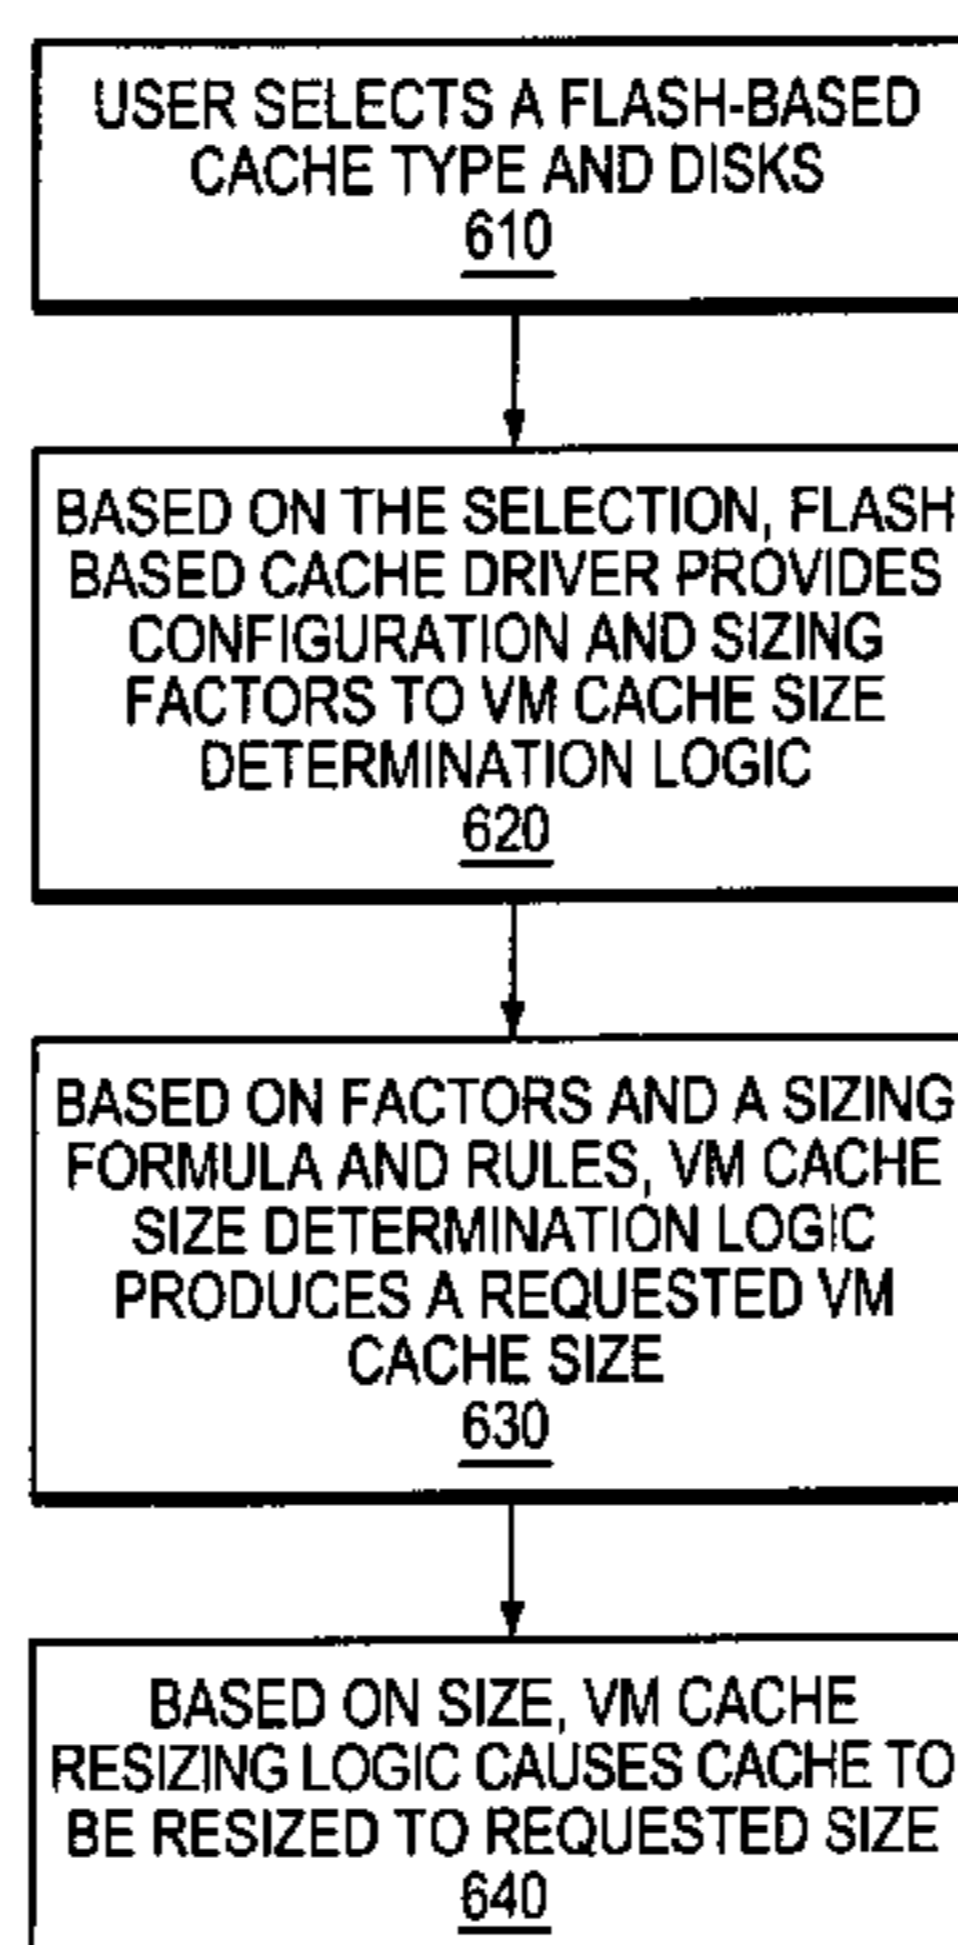 USER SELECTS A FLASH-BASED
CACHE TYPE AND DISKS
610
BASED ON THE SELECTION, FLASH
BASED CACHE DRIVER PROVIDES
CONFIGURATION AND SIZING
FACTORS TO VM CACHE SIZE
DETERMINATION LOGIC
620
BASED ON FACTORS AND A SIZING
FORMULA AND RULES, VM CACHE
SIZE DETERMINATION LOGIC
PRODUCES A REQUESTED VM
CACHE SIZE
630
BASED ON SIZE, VM CACHE
RESIZING LOGIC CAUSES CACHE TO
BE RESIZED TO REQUESTED SIZE
640